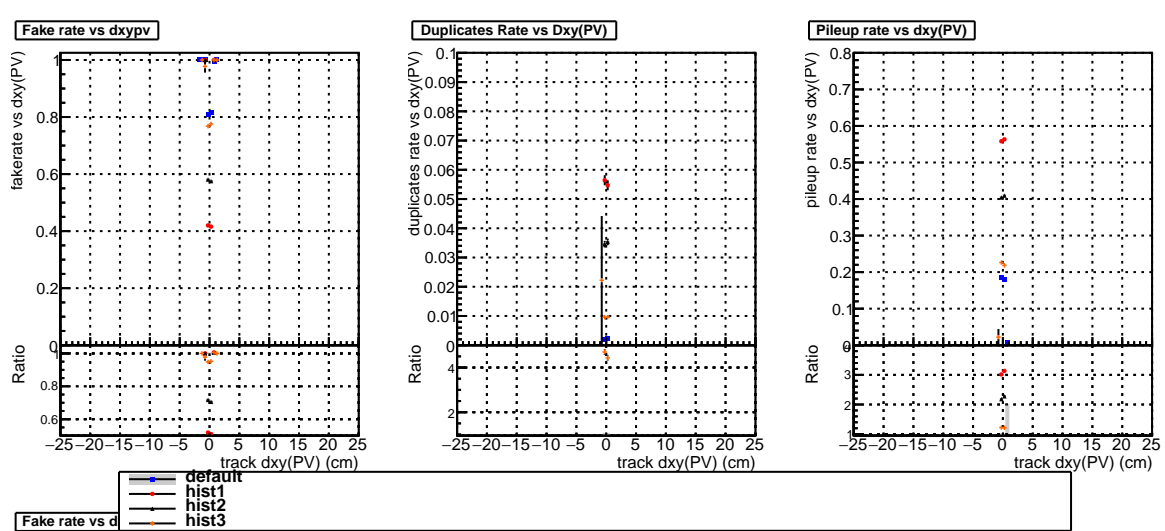 Fake rate vs dxypv
Duplicates Rate vs Dxy(PV)
Pileup rate vs dxy(PV)
fakerate vs dxy(PV)
1
0.8
0.6
0.4
0.2
0
Ratio
1
0.8
0.6
−25 −20 −15 −10 −5 0 5 10 15 20 25
track dxy(PV) (cm)
duplicates rate vs dxy(PV)
0.1
0.09
0.08
0.07
0.06
0.05
0.04
0.03
0.02
0.01
0
Ratio
4
2
−25 −20 −15 −10 −5 0 5 10 15 20 25
track dxy(PV) (cm)
pileup rate vs dxy(PV)
0.8
0.7
0.6
0.5
0.4
0.3
0.2
0.1
0
Ratio
3
2
1
−25 −20 −15 −10 −5 0 5 10 15 20 25
track dxy(PV) (cm)
default
hist1
hist2
hist3
Fake rate vs d